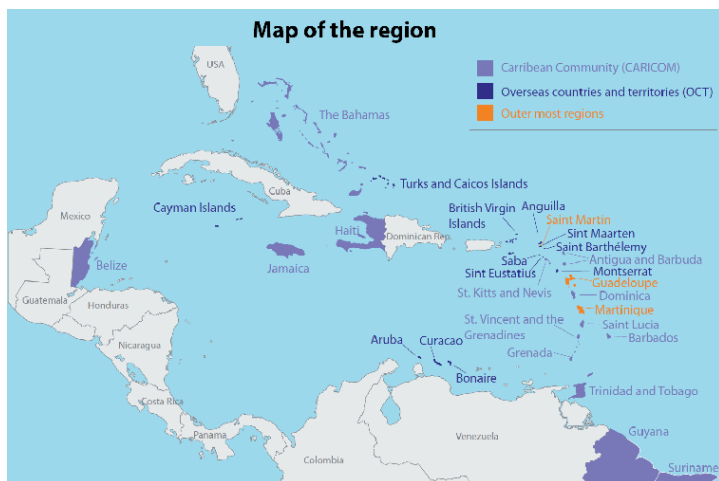 Map of the region
USA
Carribean Community (CARICOM)
Overseas countries and territories (OCT)
Outer most regions
The Bahamas
Turks and Caicos Islands
Cuba
Cayman Islands
British Virgin
Islands
Anguilla
Saint Martin
Mexico
Haiti
Dominican Rep.
Sint Maarten
Saint Barthélemy
Belize
Jamaica
Saba
Sint Eustatius
Antigua and Barbuda
Montserrat
Guadeloupe
St. Kitts and Nevis
Dominica
Guatemala
Honduras
Martinique
St. Vincent and the
Grenadines
Saint Lucia
Barbados
Nicaragua
Aruba
Curacao
Grenada
Bonaire
Trinidad and Tobago
Costa Rica
Panama
Venezuela
Guyana
Colombia
Suriname